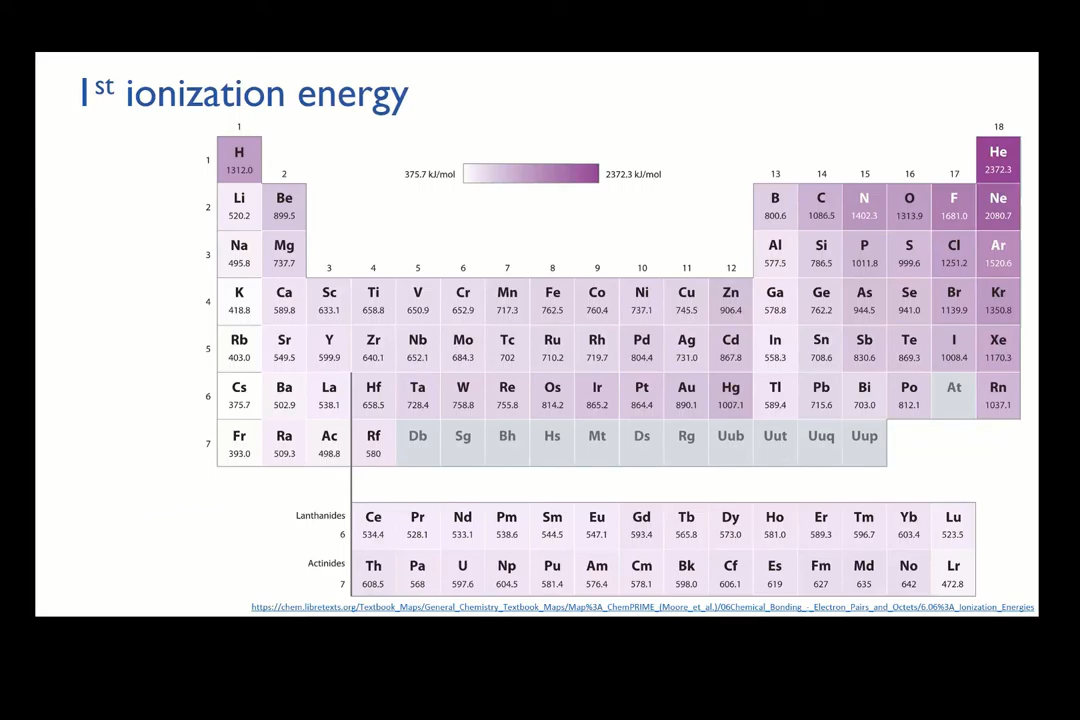 1st ionization energy
1 18
1 H He
1312.0 2372.3
2 375.7 kJ/mol 2372.3 kJ/mol 13 14 15 16 17
2 Li Be B C N O F Ne
520.2 899.5 800.6 1086.5 1402.3 1313.9 1681.0 2080.7
3 Na Mg Al Si P S Cl Ar
495.8 737.7 577.5 786.5 1011.8 999.6 1251.2 1520.6
3 4 5 6 7 8 9 10 11 12
4 K Ca Sc Ti V Cr Mn Fe Co Ni Cu Zn Ga Ge As Se Br Kr
418.8 589.8 633.1 658.8 650.9 652.9 717.3 762.5 760.4 737.1 745.5 906.4 578.8 762.2 944.5 941.0 1139.9 1350.8
5 Rb Sr Y Zr Nb Mo Tc Ru Rh Pd Ag Cd In Sn Sb Te I Xe
403.0 549.5 599.9 640.1 652.1 684.3 702 710.2 719.7 804.4 731.0 867.8 558.3 708.6 830.6 869.3 1008.4 1170.3
6 Cs Ba La Hf Ta W Re Os Ir Pt Au Hg Tl Pb Bi Po At Rn
375.7 502.9 538.1 658.5 728.4 758.8 755.8 814.2 865.2 864.4 890.1 1007.1 589.4 715.6 703.0 812.1 1037.1
7 Fr Ra Ac Rf Db Sg Bh Hs Mt Ds Rg Uub Uut Uuq Uup
393.0 509.3 498.8 580
Lanthanides Ce Pr Nd Pm Sm Eu Gd Tb Dy Ho Er Tm Yb Lu
6 534.4 528.1 533.1 538.6 544.5 547.1 593.4 565.8 573.0 581.0 589.3 596.7 603.4 523.5
Actinides Th Pa U Np Pu Am Cm Bk Cf Es Fm Md No Lr
7 608.5 568 597.6 604.5 581.4 576.4 578.1 598.0 606.1 619 627 635 642 472.8
https://chem.libretexts.org/Textbook_Maps/General_Chemistry_Textbook_Maps/Map%3A_ChemPRIME_(Moore_et_al.)/06Chemical_Bonding_-_Electron_Pairs_and_Octets/6.06%3A_Ionization_Energies